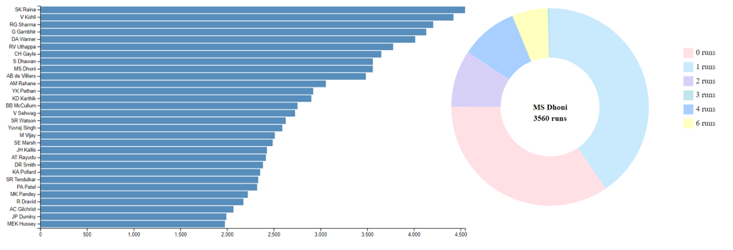 SK Raina
V Kohli
RG Sharma
G Gambhir
DA Warner
RV Uthappa
CH Gayle
S Dhawan
MS Dhoni
AB de Villiers
AM Rahane
YK Pathan
KD Karthik
BB McCullum
V Sehwag
SR Watson
Yuvraj Singh
M Vijay
SE Marsh
JH Kallis
AT Rayudu
DR Smith
KA Pollard
SR Tendulkar
PA Patel
MK Pandey
R Dravid
AC Gilchrist
JP Duminy
MEK Hussey
0 500 1,000 1,500 2,000 2,500 3,000 3,500 4,000 4,500
MS Dhoni
3560 runs
0 runs
1 runs
2 runs
3 runs
4 runs
6 runs